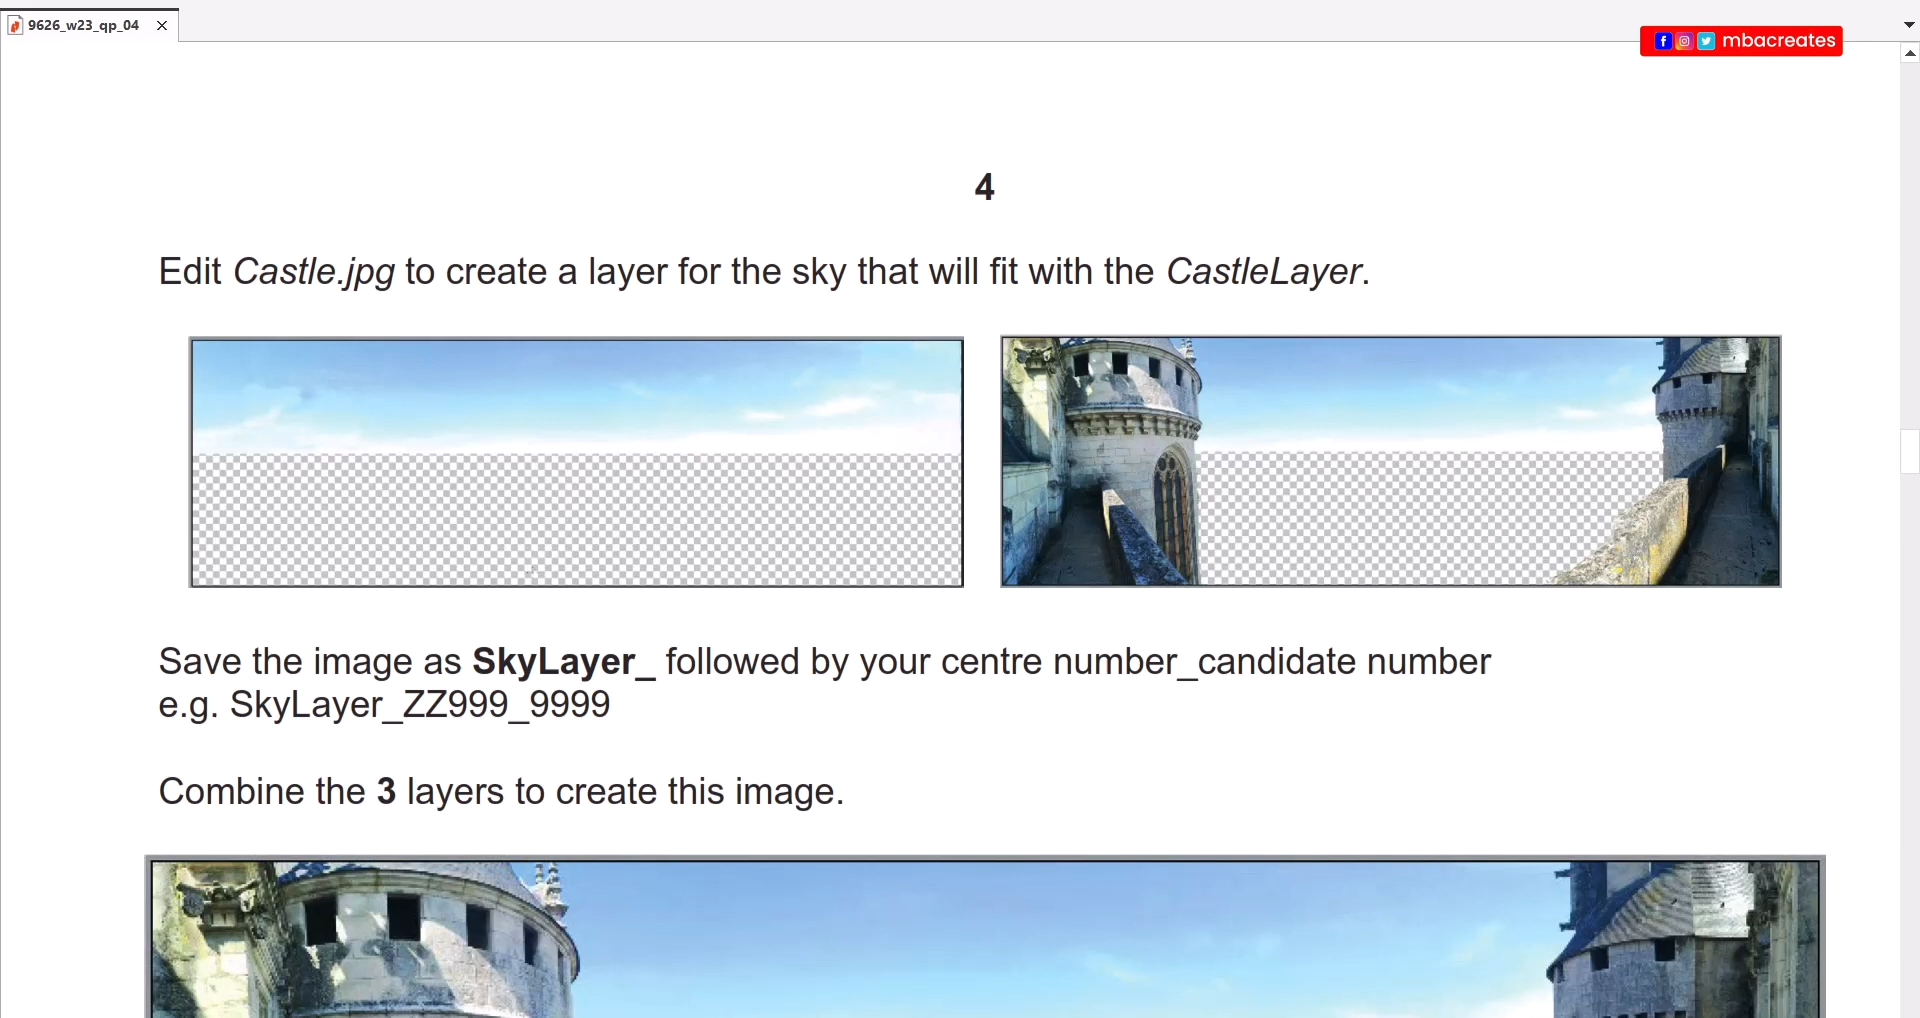 9626_w23_qp_04
mbacreates
4
Edit Castle.jpg to create a layer for the sky that will fit with the CastleLayer.
Save the image as SkyLayer_ followed by your centre number_candidate number
e.g. SkyLayer_ZZ999_9999
Combine the 3 layers to create this image.